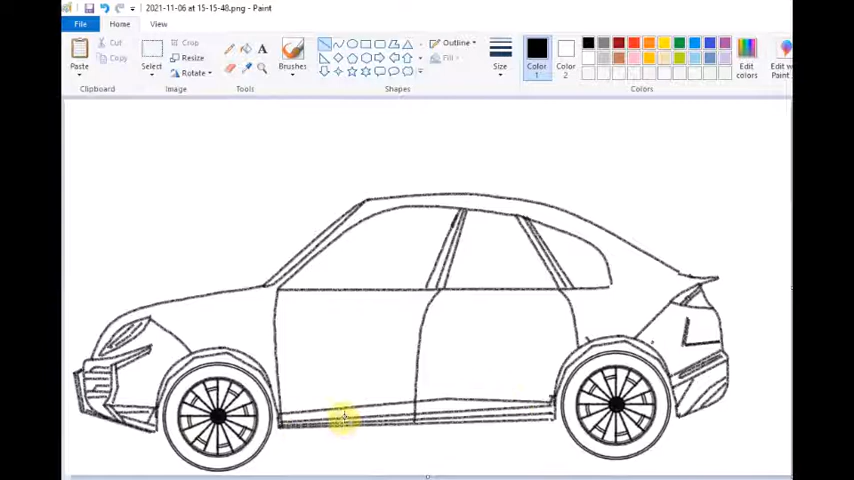 2021-11-06 at 15-15-48.png - Paint
File Home View
Paste
Cut
Copy
Clipboard
Select
Crop
Resize
Rotate
Image
A
Tools
Brushes
Outline
Fill
Shapes
Size
Color
1
Color
2
Edit
colors
Colors
Edit w
Paint